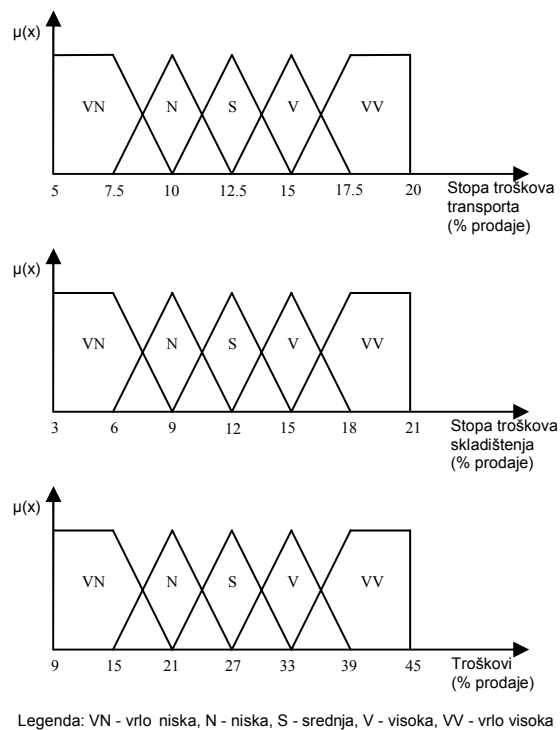 μ(x)
VN N S V VV
5 7.5 10 12.5 15 17.5 20
Stopa troškova
transporta
(% prodaje)
μ(x)
VN N S V VV
3 6 9 12 15 18 21
Stopa troškova
skladištenja
(% prodaje)
μ(x)
VN N S V VV
9 15 21 27 33 39 45
Troškovi
(% prodaje)
Legenda: VN - vrlo niska, N - niska, S - srednja, V - visoka, VV - vrlo visoka